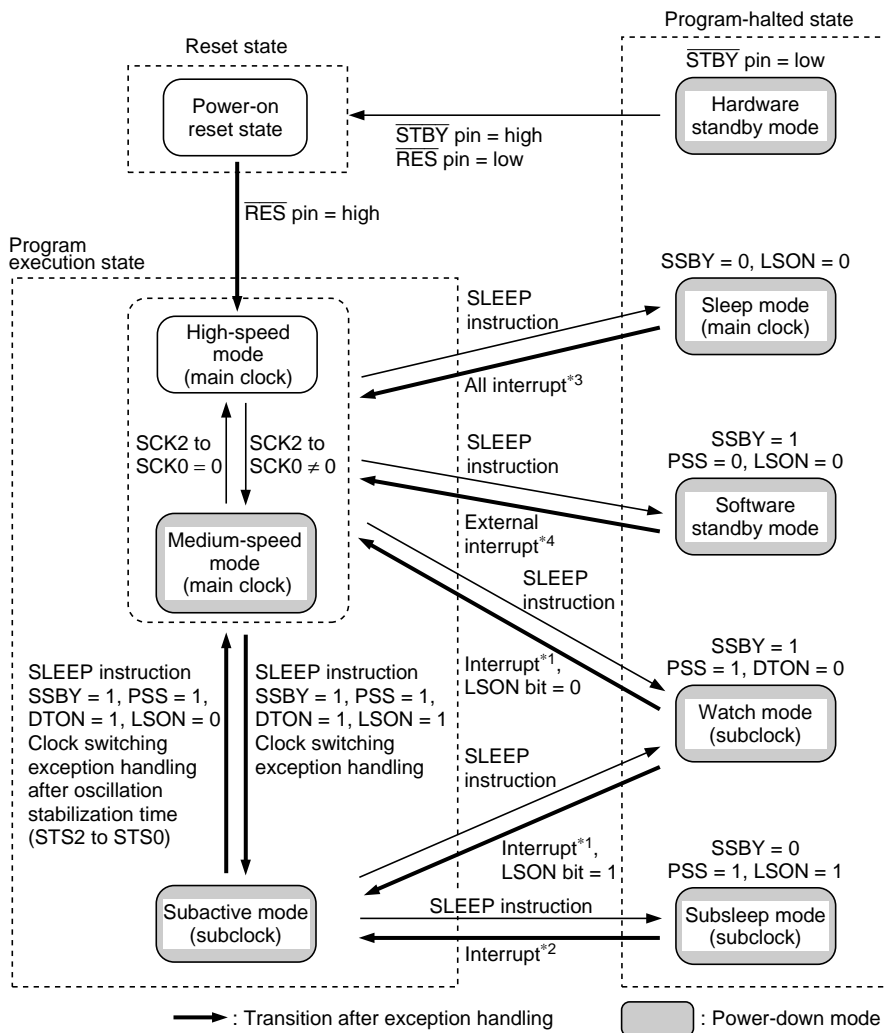 Program-halted state
Reset state
STBY pin = low
Power-on
reset state
Hardware
standby mode
STBY pin = high
RES pin = low
RES pin = high
Program
execution state
SSBY = 0, LSON = 0
SLEEP
instruction
Sleep mode
(main clock)
High-speed
mode
(main clock)
All interrupt*3
SCK2 to
SCK0 = 0
SCK2 to
SCK0 ≠ 0
SLEEP
instruction
SSBY = 1
PSS = 0, LSON = 0
Software
standby mode
External
interrupt*4
Medium-speed
mode
(main clock)
SLEEP
instruction
SSBY = 1
PSS = 1, DTON = 0
Interrupt*1,
LSON bit = 0
Watch mode
(subclock)
SLEEP instruction
SSBY = 1, PSS = 1,
DTON = 1, LSON = 0
Clock switching
exception handling
after oscillation
stabilization time
(STS2 to STS0)
SLEEP instruction
SSBY = 1, PSS = 1,
DTON = 1, LSON = 1
Clock switching
exception handling
SLEEP
instruction
Interrupt*1,
LSON bit = 1
SSBY = 0
PSS = 1, LSON = 1
Subactive mode
(subclock)
SLEEP instruction
Subsleep mode
(subclock)
Interrupt*2
: Transition after exception handling
: Power-down mode